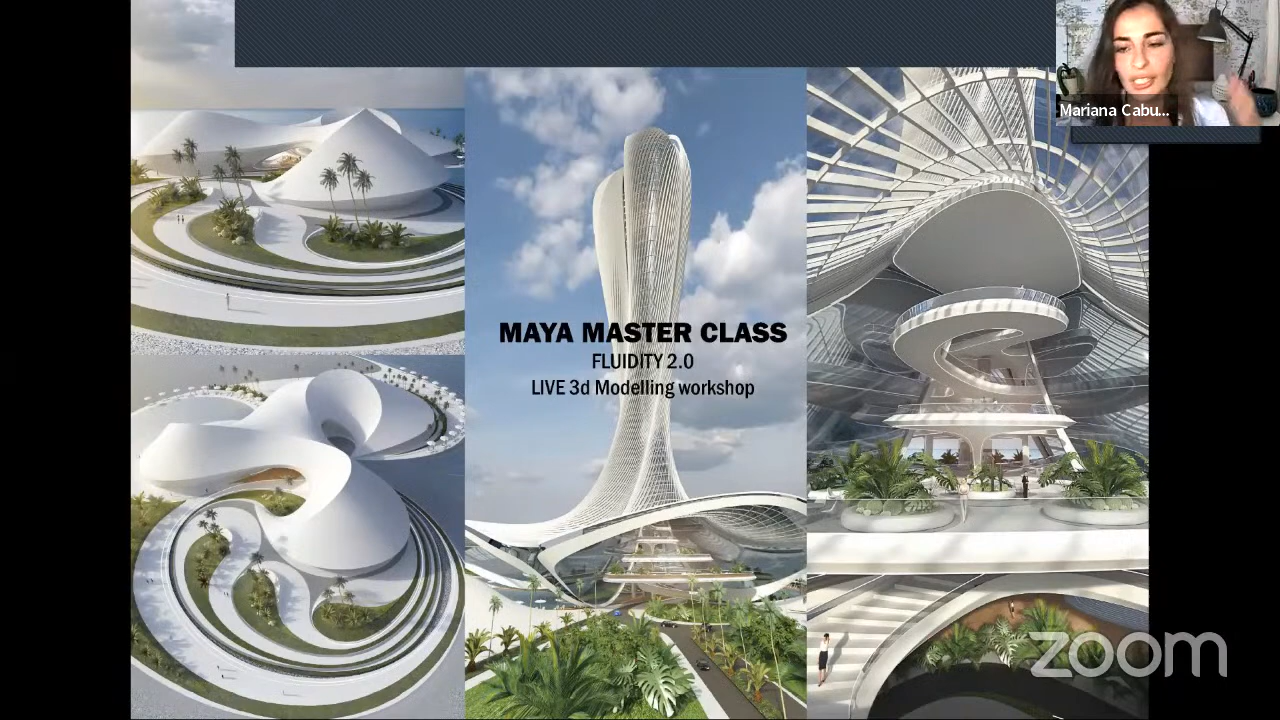 Mariana Cabu...
MAYA MASTER CLASS
FLUIDITY 2.0
LIVE 3d Modelling workshop
zoom